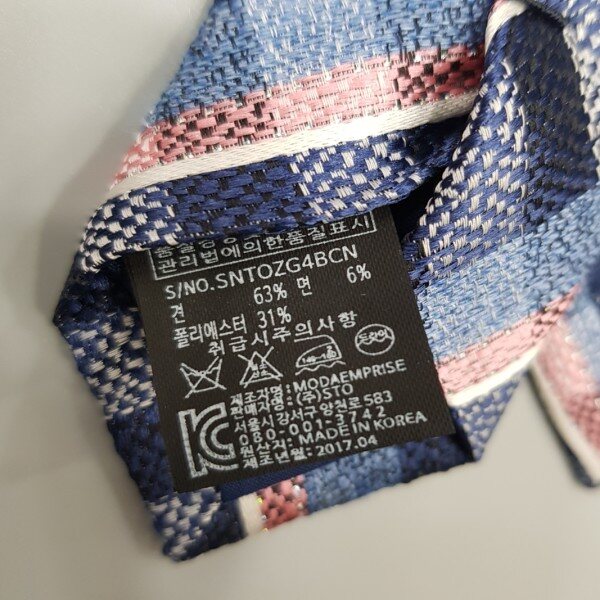 관리법에의한품질표시
S/NO.SNTOZG4BCN
견 63% 면 6%
폴리에스터 31%
취급시주의사항
드라이
제조자명: MODAEMPRISE
판매자명: (주)STO
서울시강서구양천로583
080-001-2742
원산지: MADE IN KOREA
제조년월: 2017.04